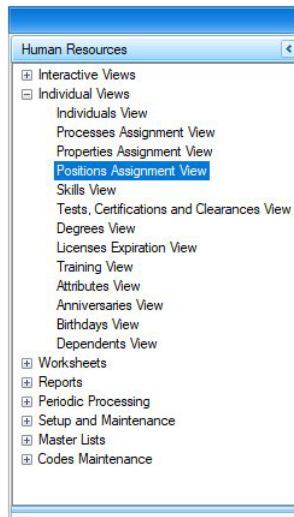 Human Resources
Interactive Views
Individual Views
Individuals View
Processes Assignment View
Properties Assignment View
Positions Assignment View
Skills View
Tests, Certifications and Clearances View
Degrees View
Licenses Expiration View
Training View
Attributes View
Anniversaries View
Birthdays View
Dependents View
Worksheets
Reports
Periodic Processing
Setup and Maintenance
Master Lists
Codes Maintenance